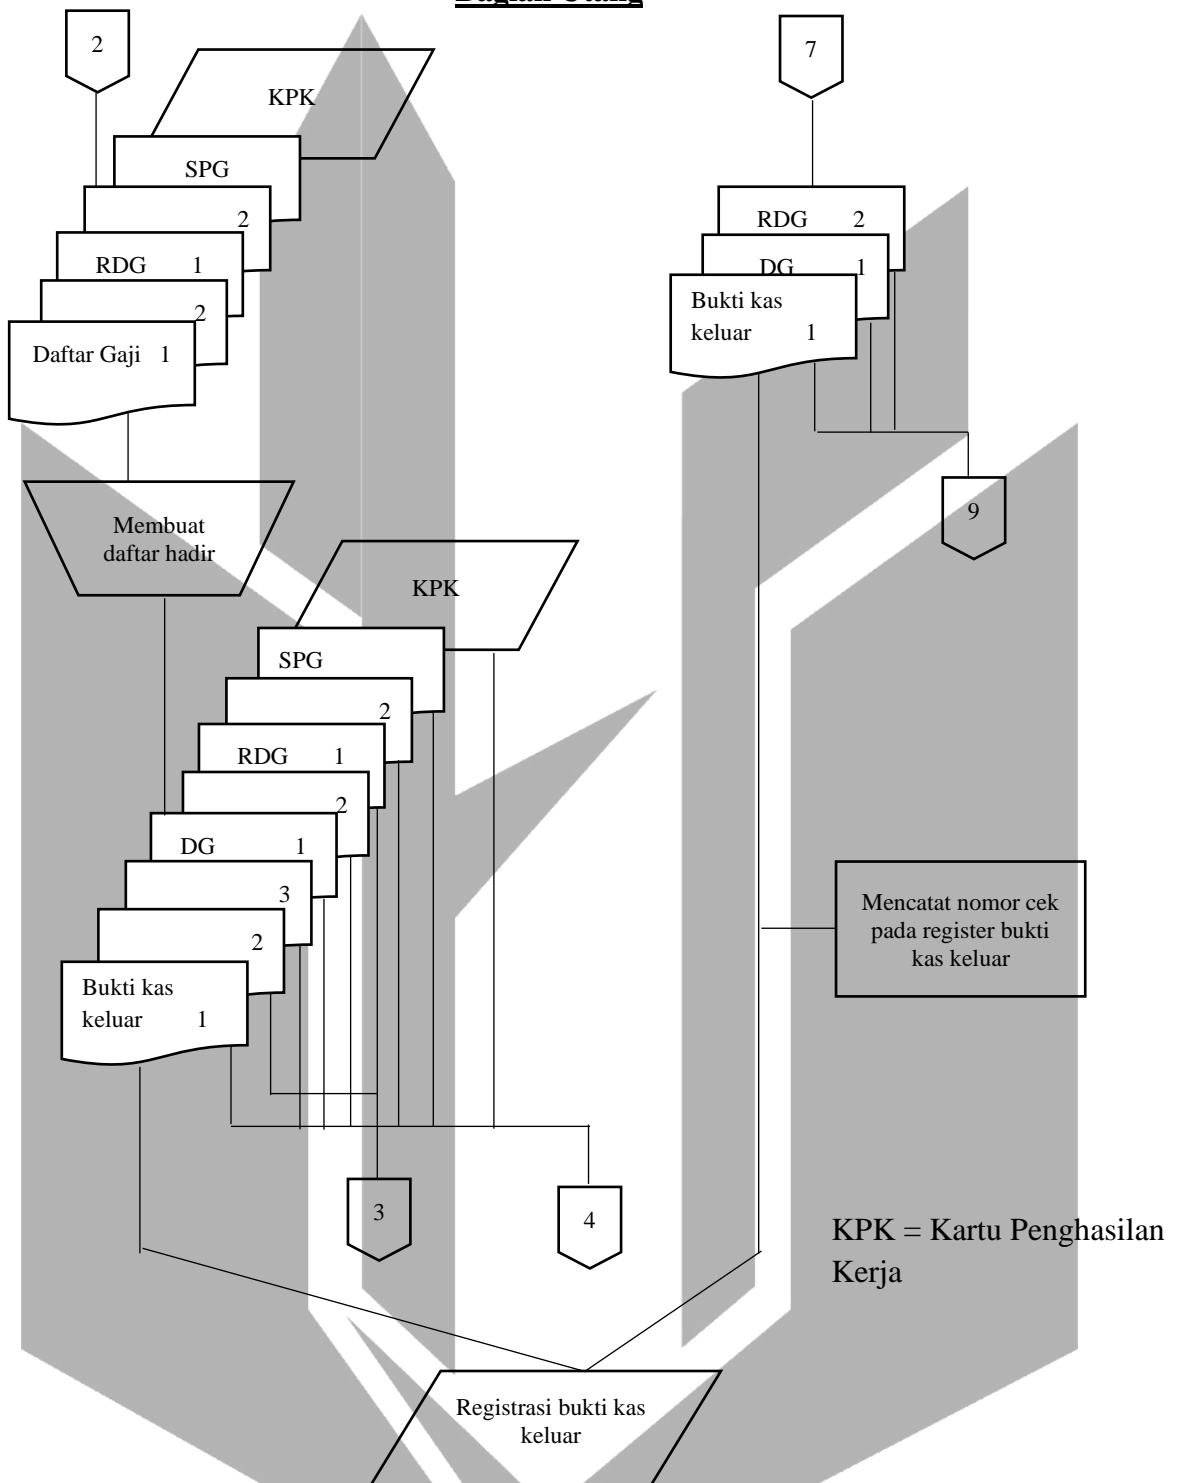 Bagian Utang
2
KPK
SPG
2
RDG 1
2
Daftar Gaji 1
Membuat
daftar hadir
KPK
SPG
2
RDG 1
2
DG 1
3
2
Bukti kas
keluar 1
3
4
7
RDG 2
DG 1
Bukti kas
keluar 1
9
Mencatat nomor cek
pada register bukti
kas keluar
KPK = Kartu Penghasilan
Kerja
Registrasi bukti kas
keluar